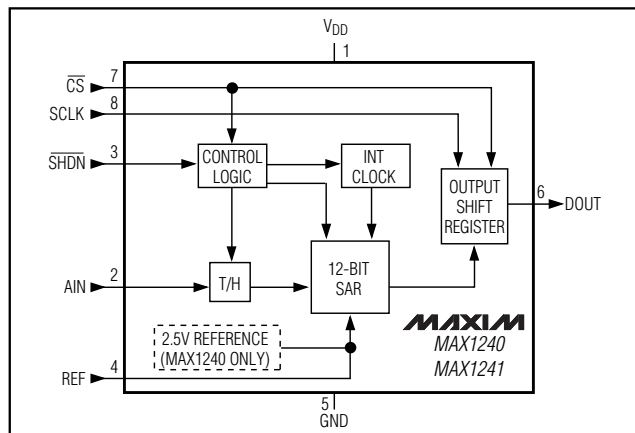 VDD
1
CS 7
SCLK 8
SHDN 3
CONTROL
LOGIC
INT
CLOCK
OUTPUT
SHIFT
REGISTER
6 DOUT
AIN 2
T/H
12-BIT
SAR
2.5V REFERENCE
(MAX1240 ONLY)
MAXIM
MAX1240
MAX1241
REF 4
5
GND